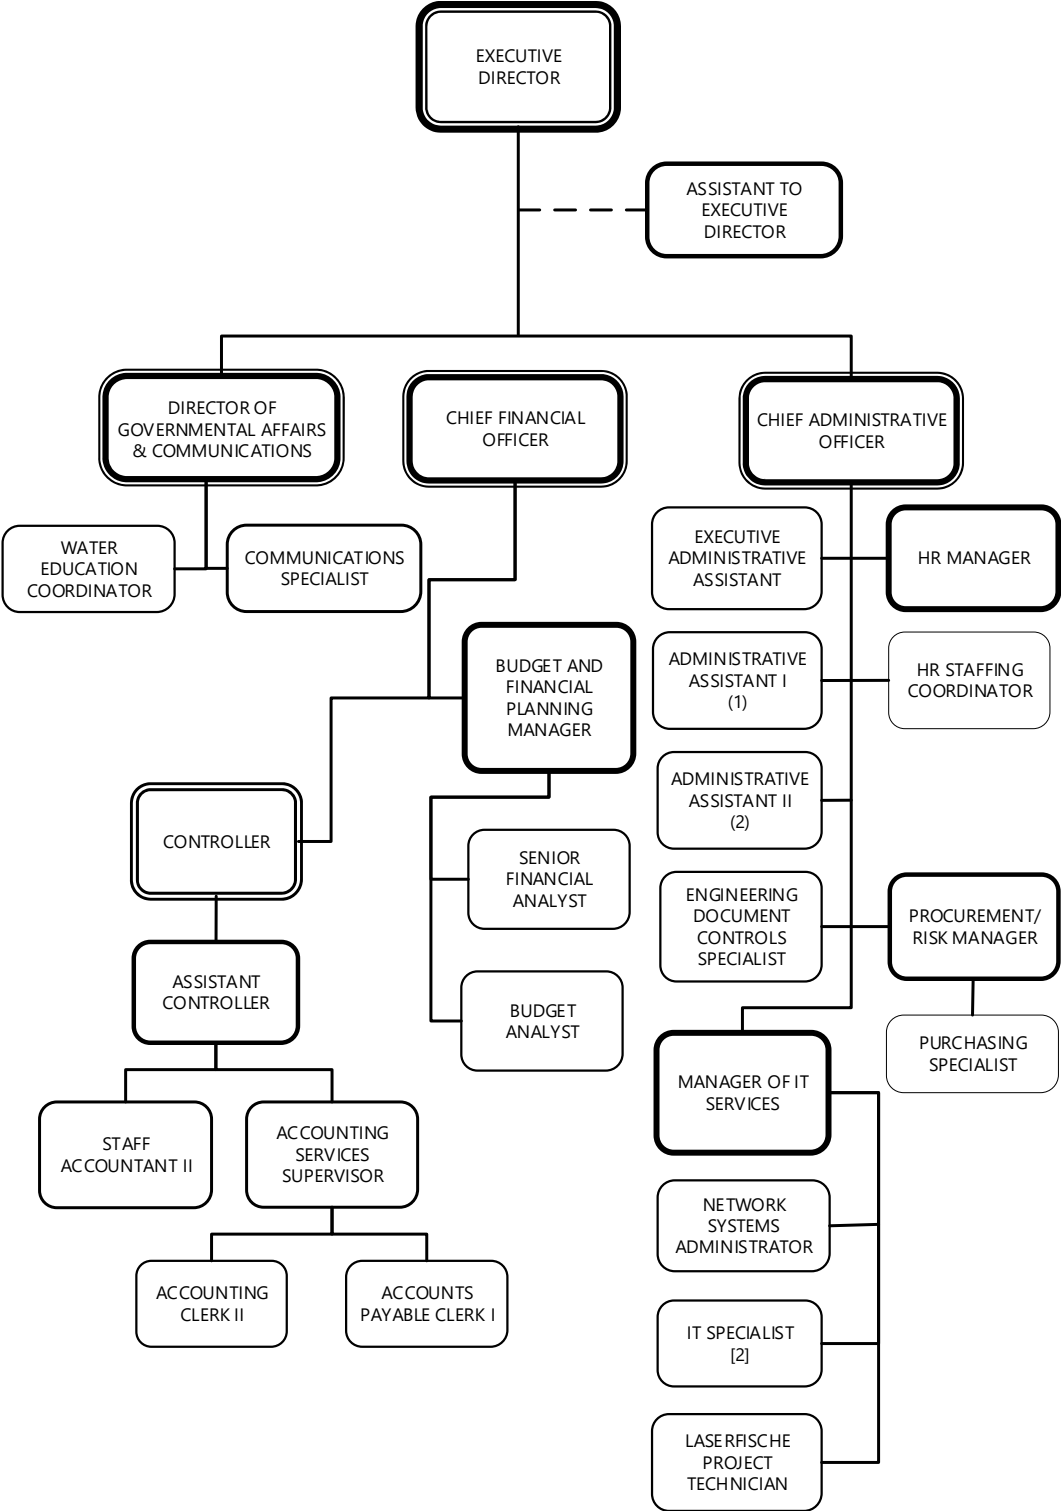 EXECUTIVE
DIRECTOR
ASSISTANT TO
EXECUTIVE
DIRECTOR
DIRECTOR OF
GOVERNMENTAL AFFAIRS
& COMMUNICATIONS
CHIEF FINANCIAL
OFFICER
CHIEF ADMINISTRATIVE
OFFICER
WATER
EDUCATION
COORDINATOR
COMMUNICATIONS
SPECIALIST
EXECUTIVE
ADMINISTRATIVE
ASSISTANT
HR MANAGER
BUDGET AND
FINANCIAL
PLANNING
MANAGER
ADMINISTRATIVE
ASSISTANT I
(1)
HR STAFFING
COORDINATOR
ADMINISTRATIVE
ASSISTANT II
(2)
CONTROLLER
SENIOR
FINANCIAL
ANALYST
ENGINEERING
DOCUMENT
CONTROLS
SPECIALIST
PROCUREMENT/
RISK MANAGER
ASSISTANT
CONTROLLER
BUDGET
ANALYST
PURCHASING
SPECIALIST
MANAGER OF IT
SERVICES
STAFF
ACCOUNTANT II
ACCOUNTING
SERVICES
SUPERVISOR
NETWORK
SYSTEMS
ADMINISTRATOR
ACCOUNTING
CLERK II
ACCOUNTS
PAYABLE CLERK I
IT SPECIALIST
[2]
LASERFISCHE
PROJECT
TECHNICIAN